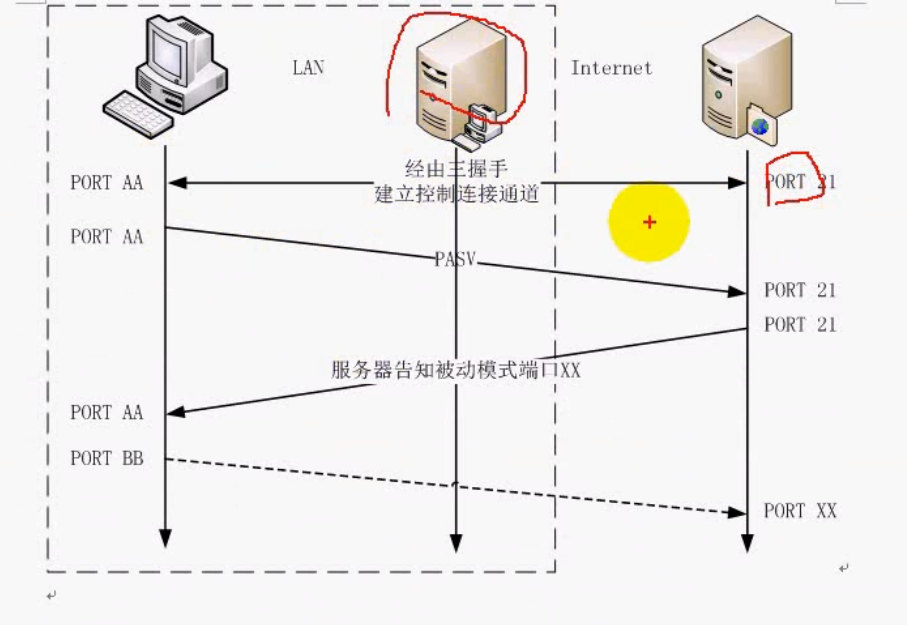 LAN
Internet
经由三握手
建立控制连接通道
PORT AA
PORT 21
PORT AA
PASV
PORT 21
PORT 21
服务器告知被动模式端口XX
PORT AA
PORT BB
PORT XX